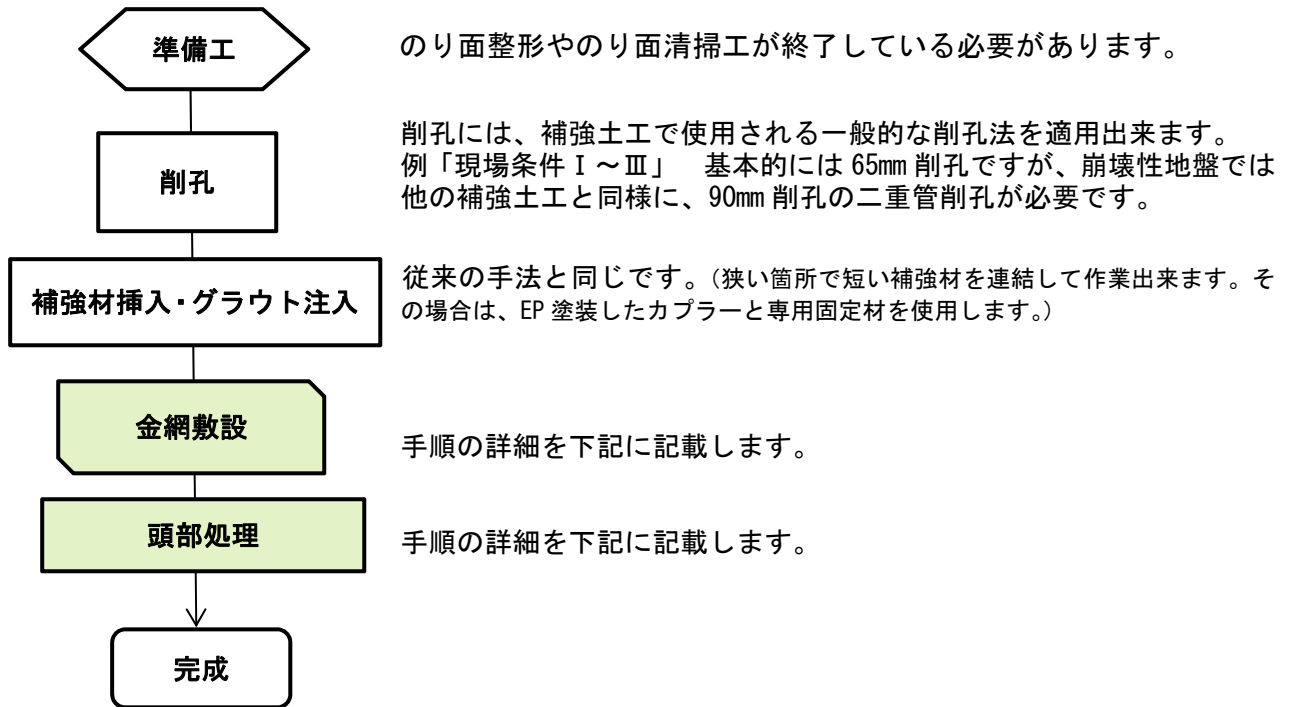 準備工
のり面整形やのり面清掃工が終了している必要があります。
削孔
削孔には、補強土工で使用される一般的な削孔法を適用出来ます。
例「現場条件Ⅰ～Ⅲ」　基本的には 65㎜ 削孔ですが、崩壊性地盤では
他の補強土工と同様に、90㎜ 削孔の二重管削孔が必要です。
補強材挿入・グラウト注入
従来の手法と同じです。（狭い箇所で短い補強材を連結して作業出来ます。そ
の場合は、EP 塗装したカプラーと専用固定材を使用します。）
金網敷設
手順の詳細を下記に記載します。
頭部処理
手順の詳細を下記に記載します。
完成